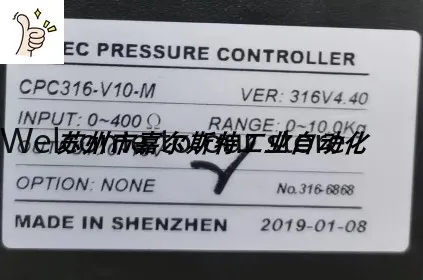 EC PRESSURE CONTROLLER
CPC316-V10-M
VER: 316V4.40
INPUT: 0~400Ω
RANGE: 0~10.0Kg
苏州市嘉尔斯特工业自动化
OPTION: NONE
No.316-6868
MADE IN SHENZHEN
2019-01-08